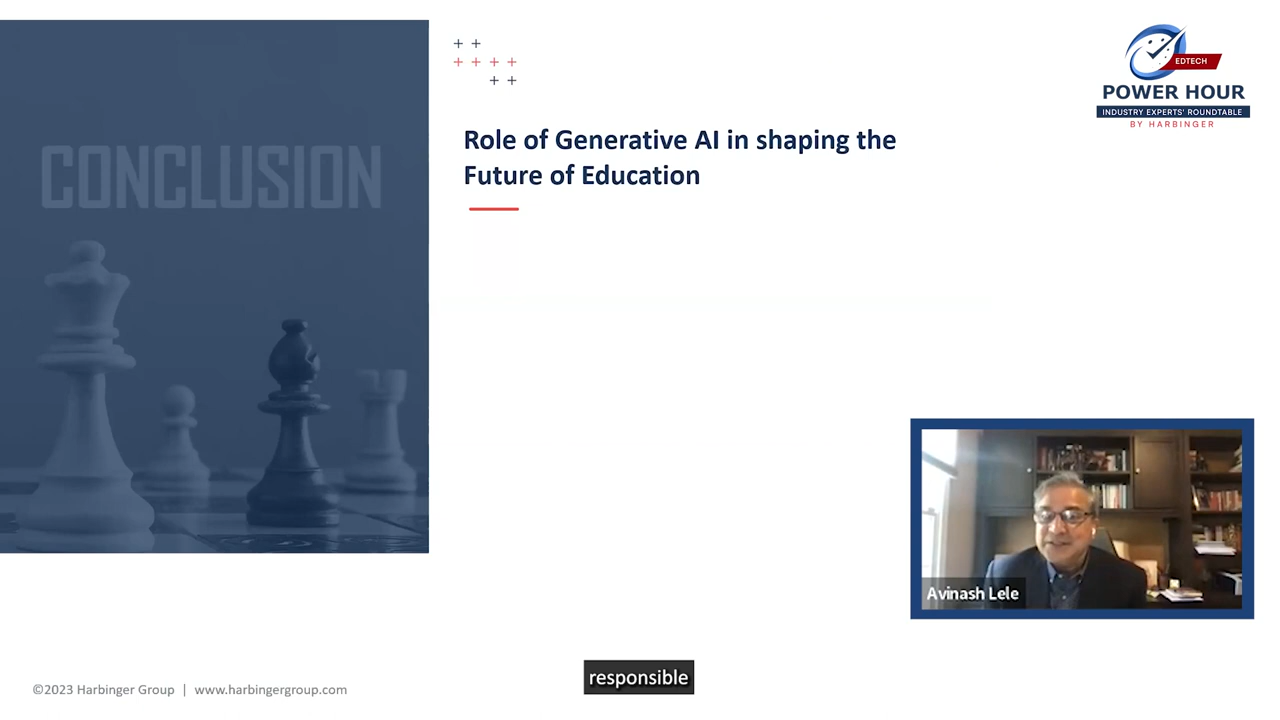 CONCLUSION
Role of Generative AI in shaping the
Future of Education
EDTECH
POWER HOUR
INDUSTRY EXPERTS' ROUNDTABLE
BY HARBINGER
Avinash Lele
responsible
©2023 Harbinger Group | www.harbingergroup.com